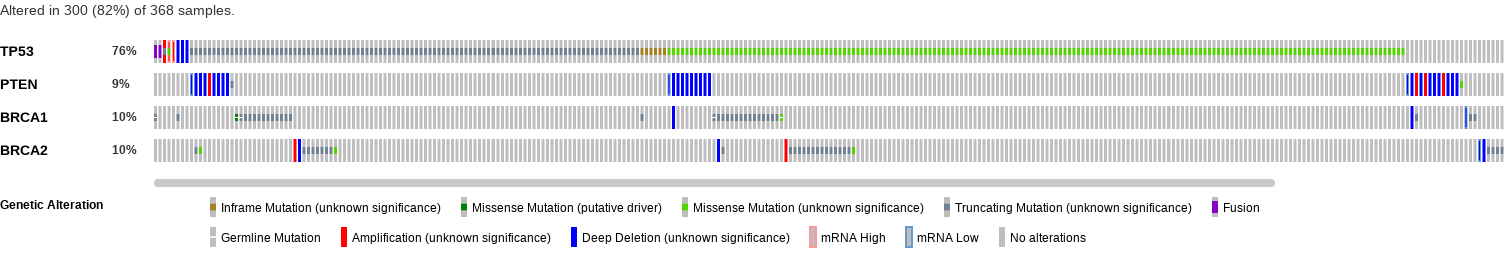 Altered in 300 (82%) of 368 samples.
TP53 76%
PTEN 9%
BRCA1 10%
BRCA2 10%
Genetic Alteration Inframe Mutation (unknown significance) Missense Mutation (putative driver) Missense Mutation (unknown significance) Truncating Mutation (unknown significance) Fusion
Germline Mutation Amplification (unknown significance) Deep Deletion (unknown significance) mRNA High mRNA Low No alterations